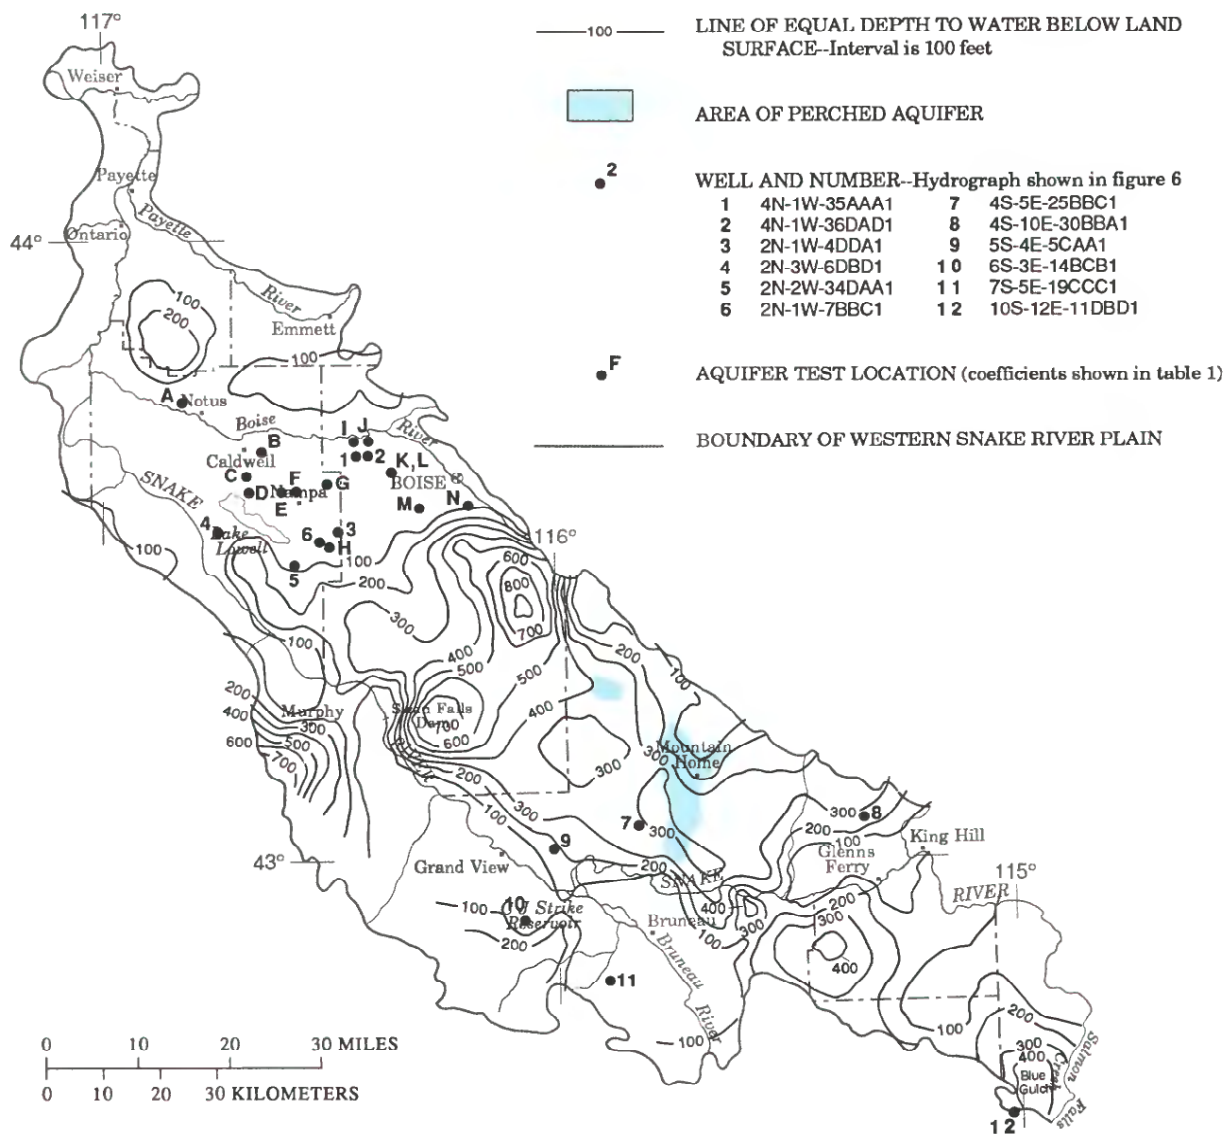 117°
100
LINE OF EQUAL DEPTH TO WATER BELOW LAND
SURFACE--Interval is 100 feet
AREA OF PERCHED AQUIFER
2
WELL AND NUMBER--Hydrograph shown in figure 6
1 4N-1W-35AAA1 7 4S-5E-25BBC1
2 4N-1W-36DAD1 8 4S-10E-30BBA1
3 2N-1W-4DDA1 9 5S-4E-5CAA1
4 2N-3W-6DBD1 10 6S-3E-14BCB1
5 2N-2W-34DAA1 11 7S-5E-19CCC1
6 2N-1W-7BBC1 12 10S-12E-11DBD1
F
AQUIFER TEST LOCATION (coefficients shown in table 1)
BOUNDARY OF WESTERN SNAKE RIVER PLAIN
Weiser
Payette
Payette
River
44°
Ontario
100
200
Emmett
100
A
Notus
Boise
River
I J
B
1 2
K, L
Caldwell
C
BOISE
SNAKE
D
F
Nampa
G
E
M
N
4
Lake
Lowell
6
3
H
5
100
100
200
116°
600
800
700
300
100
400
500
500
200
100
200
400
600
Murphy
300
500
700
Swan Falls
Dam
700
600
400
300
300
Mountain
Home
200
300
100
7
300
9
300
8
200
100
King Hill
Glenns
Ferry
43°
Grand View
200
SNAKE
115°
RIVER
100
10
C J Strike
Reservoir
200
400
300
Bruneau
100
200
300
400
Bruneau
River
11
100
100
200
300
400
Blue
Gulch
Salmon
Falls
Creek
12
0 10 20 30 MILES
0 10 20 30 KILOMETERS